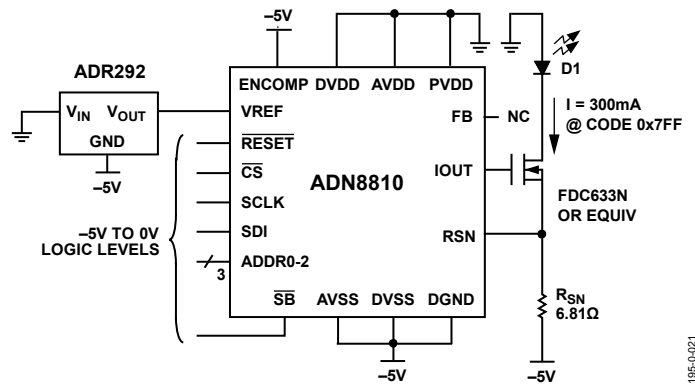 –5V
ADR292
VIN VOUT
GND
–5V
ENCOMP DVDD AVDD PVDD
VREF
RESET
CS
SCLK
SDI
ADDR0-2
3
SB AVSS DVSS DGND
ADN8810
FB
NC
IOUT
RSN
–5V TO 0V
LOGIC LEVELS
–5V
D1
I = 300mA
@ CODE 0x7FF
FDC633N
OR EQUIV
RSN
6.81Ω
–5V